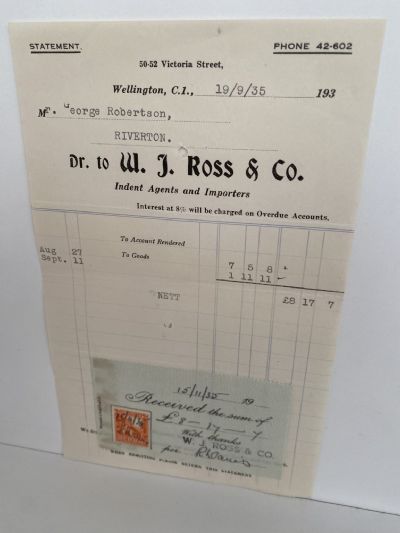 STATEMENT.
PHONE 42-602
50-52 Victoria Street,
Wellington, C.1., 19/9/35 193
Mr. George Robertson,
RIVERTON.
Dr. to W. J. Ross & Co.
Indent Agents and Importers
Interest at 8% will be charged on Overdue Accounts.
To Account Rendered
Aug 27 To Goods 7 5 8
Sept. 11 1 11 11
NETT £8 17 7
15/11/35 19
Received the sum of
£8-17-7
With thanks
W. J. ROSS & CO.
per
WHEN REMITTING PLEASE RETURN THIS STATEMENT